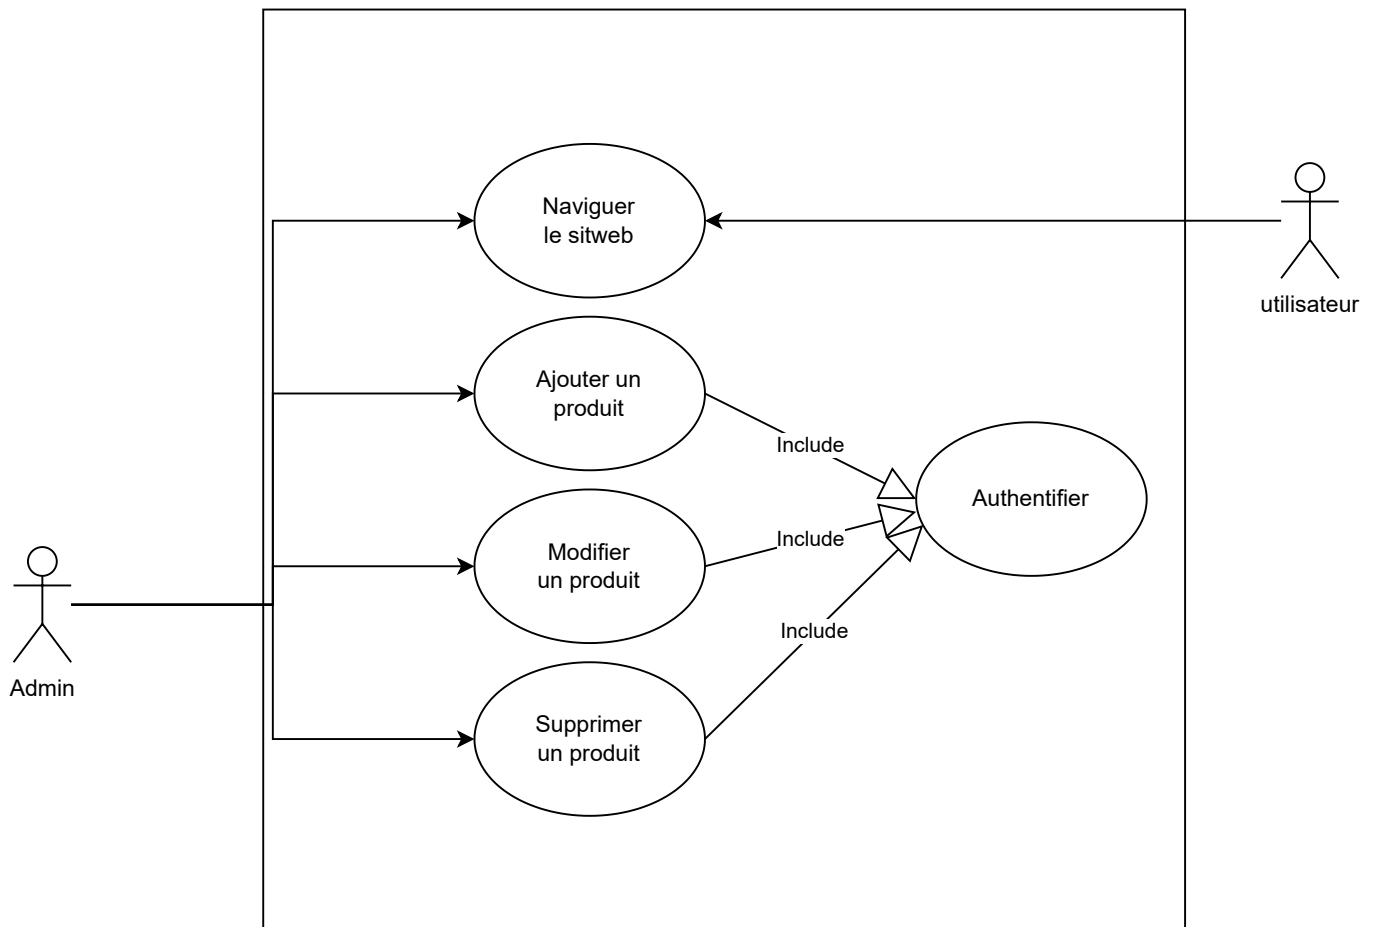 Naviguer
le sitweb
utilisateur
Ajouter un
produit
Include
Authentifier
Modifier
un produit
Include
Include
Admin
Supprimer
un produit